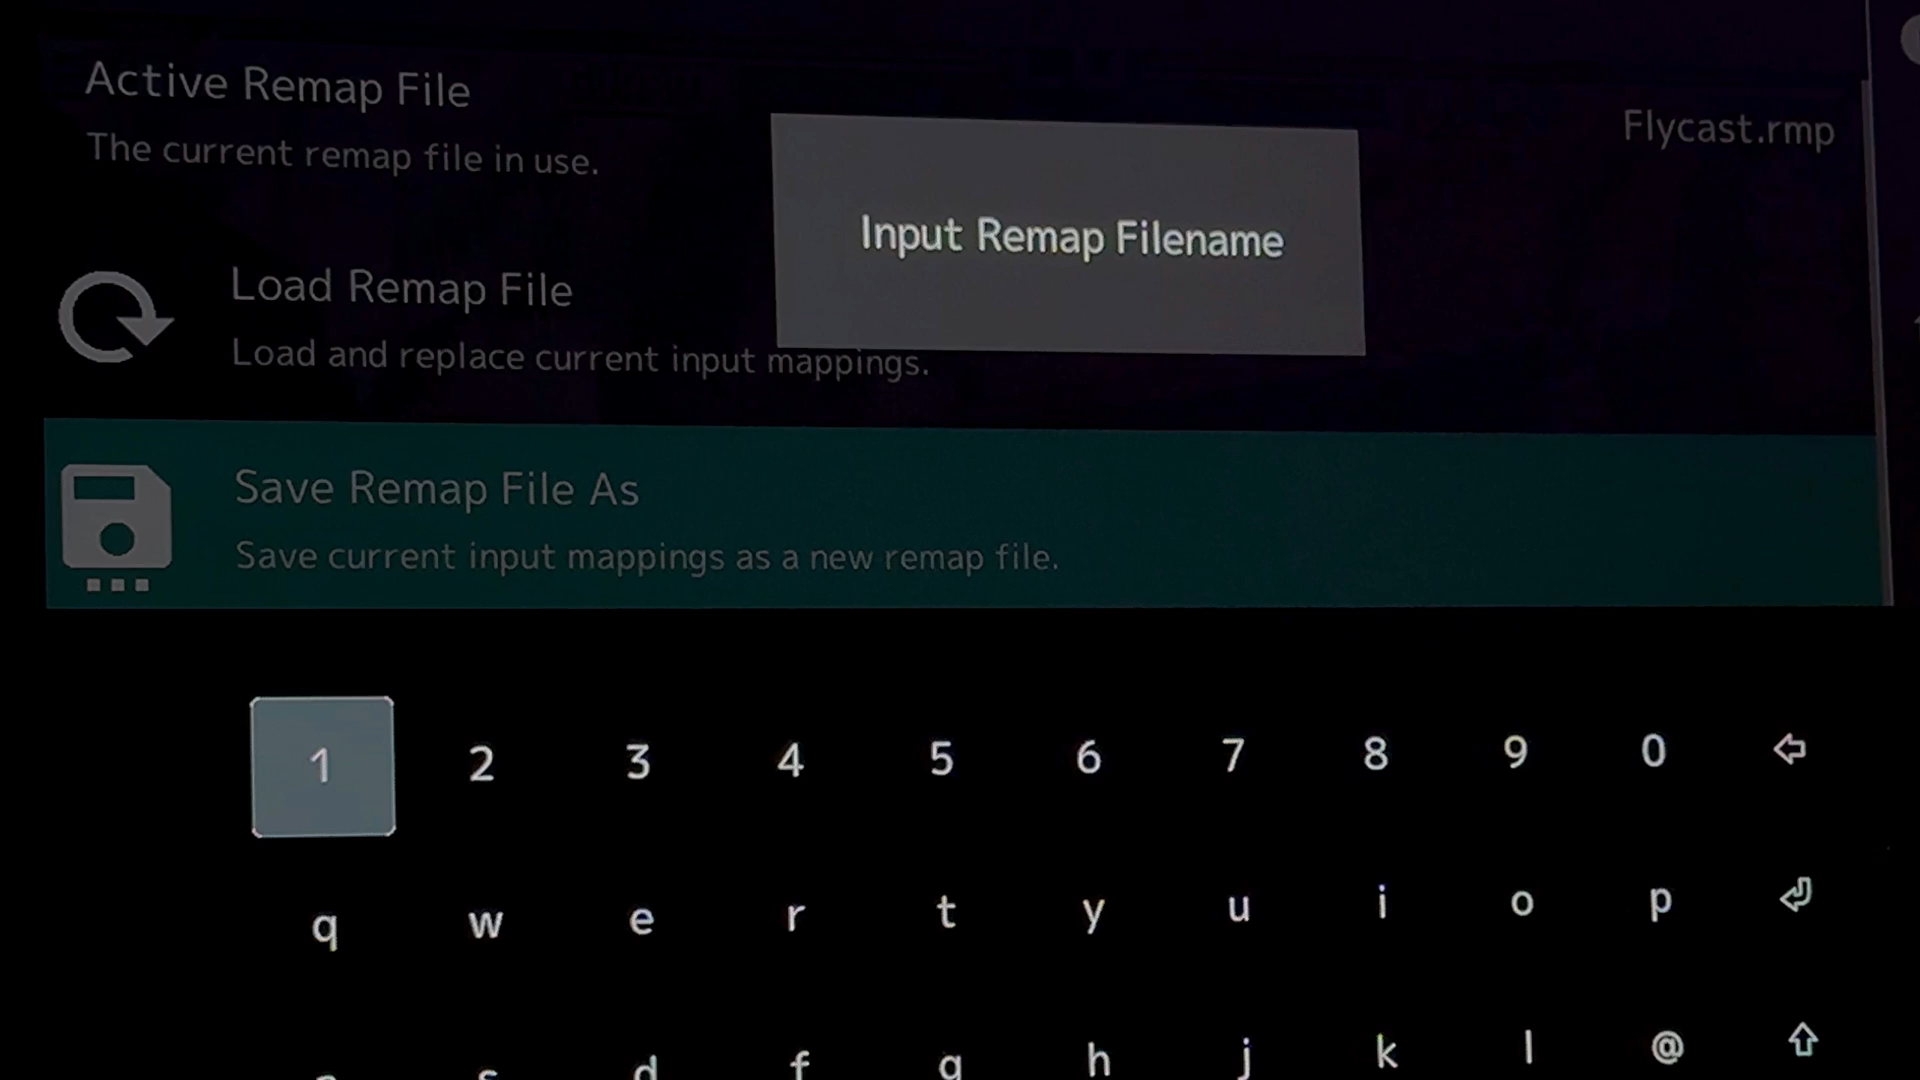 Active Remap File
Flycast.rmp
The current remap file in use.
Input Remap Filename
Load Remap File
Load and replace current input mappings.
Save Remap File As
Save current input mappings as a new remap file.
1 2 3 4 5 6 7 8 9 0
q w e r t y u i o p
d f g h j k l @